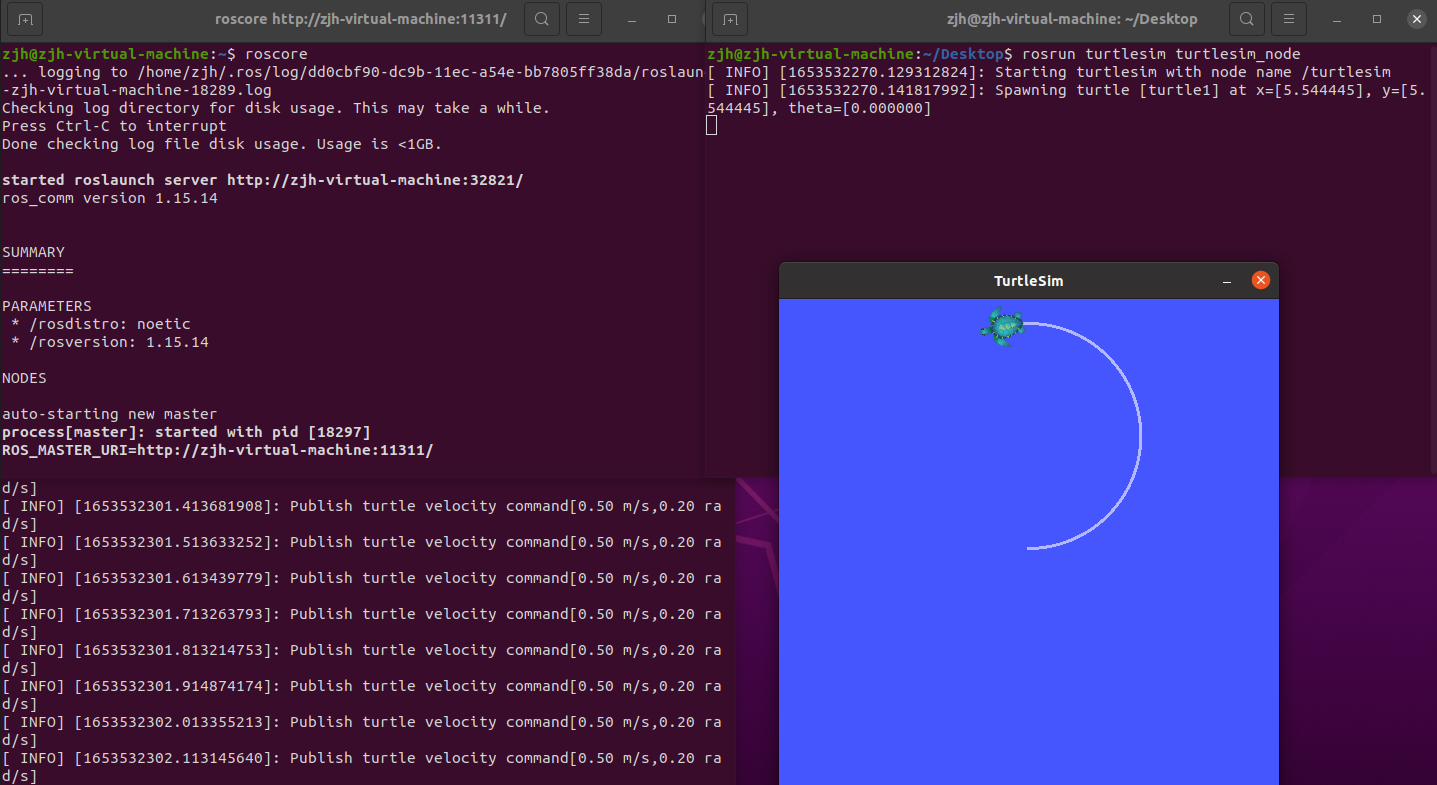 roscore http://zjh-virtual-machine:11311/
zjh@zjh-virtual-machine:~$ roscore
... logging to /home/zjh/.ros/log/dd0cbf90-dc9b-11ec-a54e-bb7805ff38da/roslaun
-zjh-virtual-machine-18289.log
Checking log directory for disk usage. This may take a while.
Press Ctrl-C to interrupt
Done checking log file disk usage. Usage is <1GB.
started roslaunch server http://zjh-virtual-machine:32821/
ros_comm version 1.15.14
SUMMARY
========
PARAMETERS
 * /rosdistro: noetic
 * /rosversion: 1.15.14
NODES
auto-starting new master
process[master]: started with pid [18297]
ROS_MASTER_URI=http://zjh-virtual-machine:11311/
zjh@zjh-virtual-machine: ~/Desktop
zjh@zjh-virtual-machine:~/Desktop$ rosrun turtlesim turtlesim_node
[ INFO] [1653532270.129312824]: Starting turtlesim with node name /turtlesim
[ INFO] [1653532270.141817992]: Spawning turtle [turtle1] at x=[5.544445], y=[5.
544445], theta=[0.000000]
TurtleSim
d/s]
[ INFO] [1653532301.413681908]: Publish turtle velocity command[0.50 m/s,0.20 ra
d/s]
[ INFO] [1653532301.513633252]: Publish turtle velocity command[0.50 m/s,0.20 ra
d/s]
[ INFO] [1653532301.613439779]: Publish turtle velocity command[0.50 m/s,0.20 ra
d/s]
[ INFO] [1653532301.713263793]: Publish turtle velocity command[0.50 m/s,0.20 ra
d/s]
[ INFO] [1653532301.813214753]: Publish turtle velocity command[0.50 m/s,0.20 ra
d/s]
[ INFO] [1653532301.914874174]: Publish turtle velocity command[0.50 m/s,0.20 ra
d/s]
[ INFO] [1653532302.013355213]: Publish turtle velocity command[0.50 m/s,0.20 ra
d/s]
[ INFO] [1653532302.113145640]: Publish turtle velocity command[0.50 m/s,0.20 ra
d/s]